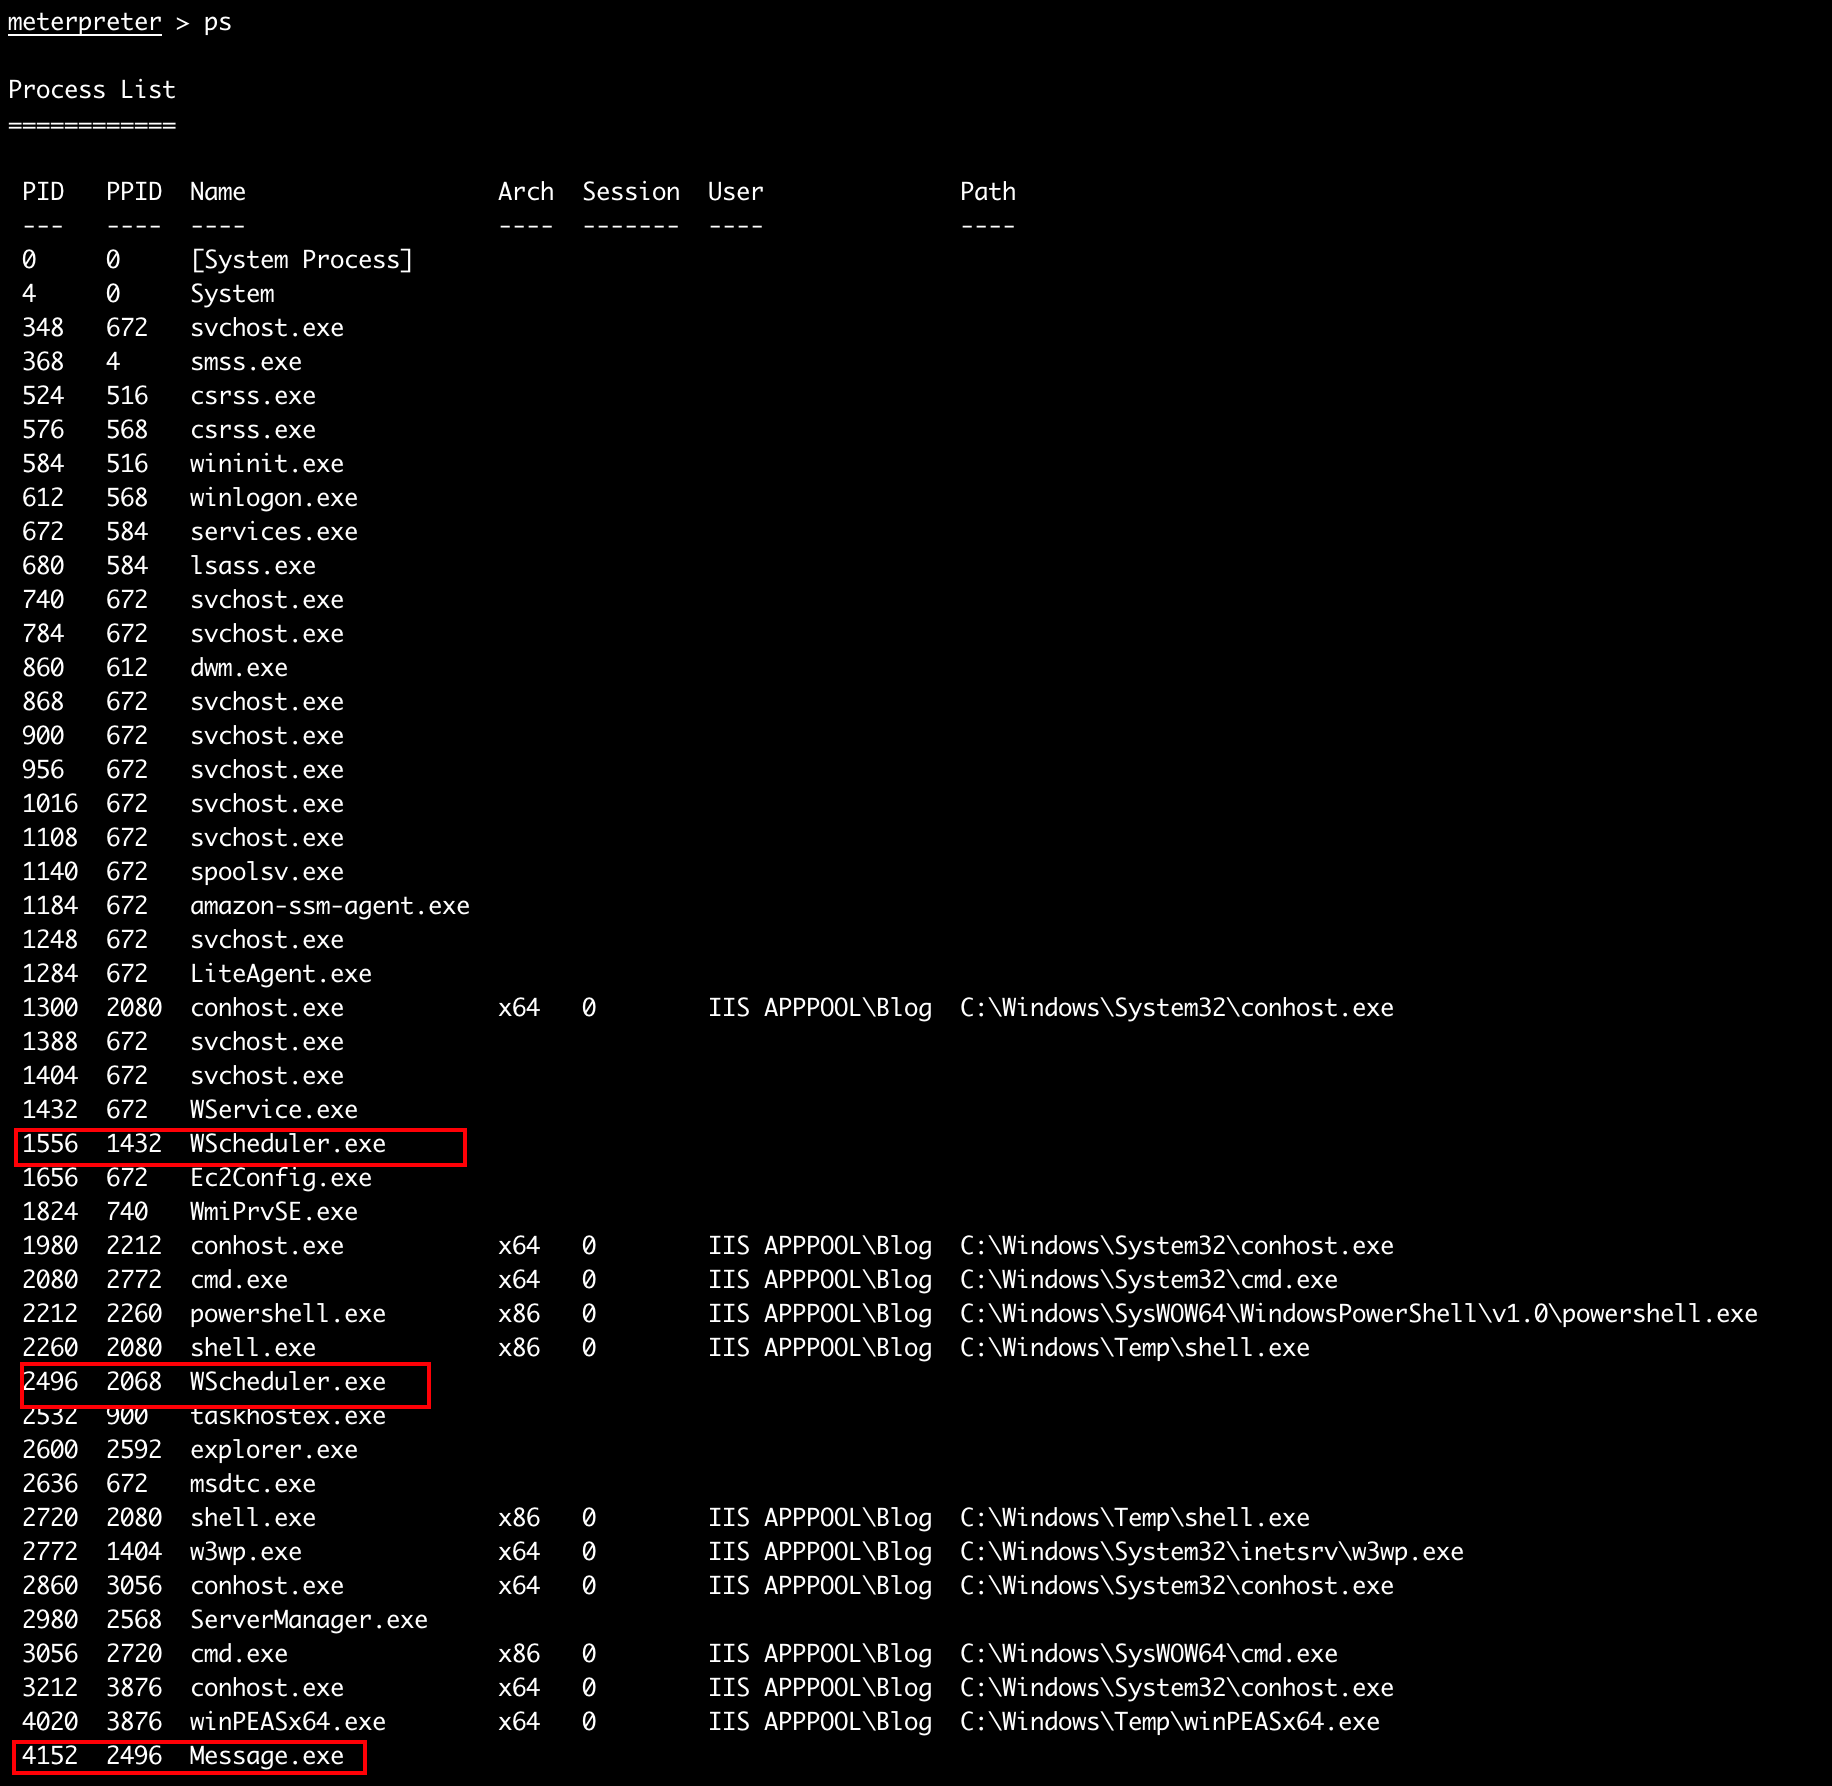 meterpreter > ps
Process List
============
PID PPID Name Arch Session User Path
--- ---- ---- ---- ------- ---- ----
0 0 [System Process]
4 0 System
348 672 svchost.exe
368 4 smss.exe
524 516 csrss.exe
576 568 csrss.exe
584 516 wininit.exe
612 568 winlogon.exe
672 584 services.exe
680 584 lsass.exe
740 672 svchost.exe
784 672 svchost.exe
860 612 dwm.exe
868 672 svchost.exe
900 672 svchost.exe
956 672 svchost.exe
1016 672 svchost.exe
1108 672 svchost.exe
1140 672 spoolsv.exe
1184 672 amazon-ssm-agent.exe
1248 672 svchost.exe
1284 672 LiteAgent.exe
1300 2080 conhost.exe x64 0 IIS APPPOOL\Blog C:\Windows\System32\conhost.exe
1388 672 svchost.exe
1404 672 svchost.exe
1432 672 WService.exe
1556 1432 WScheduler.exe
1656 672 Ec2Config.exe
1824 740 WmiPrvSE.exe
1980 2212 conhost.exe x64 0 IIS APPPOOL\Blog C:\Windows\System32\conhost.exe
2080 2772 cmd.exe x64 0 IIS APPPOOL\Blog C:\Windows\System32\cmd.exe
2212 2260 powershell.exe x86 0 IIS APPPOOL\Blog C:\Windows\SysWOW64\WindowsPowerShell\v1.0\powershell.exe
2260 2080 shell.exe x86 0 IIS APPPOOL\Blog C:\Windows\Temp\shell.exe
2496 2068 WScheduler.exe
2532 900 taskhostex.exe
2600 2592 explorer.exe
2636 672 msdtc.exe
2720 2080 shell.exe x86 0 IIS APPPOOL\Blog C:\Windows\Temp\shell.exe
2772 1404 w3wp.exe x64 0 IIS APPPOOL\Blog C:\Windows\System32\inetsrv\w3wp.exe
2860 3056 conhost.exe x64 0 IIS APPPOOL\Blog C:\Windows\System32\conhost.exe
2980 2568 ServerManager.exe
3056 2720 cmd.exe x86 0 IIS APPPOOL\Blog C:\Windows\SysWOW64\cmd.exe
3212 3876 conhost.exe x64 0 IIS APPPOOL\Blog C:\Windows\System32\conhost.exe
4020 3876 winPEASx64.exe x64 0 IIS APPPOOL\Blog C:\Windows\Temp\winPEASx64.exe
4152 2496 Message.exe